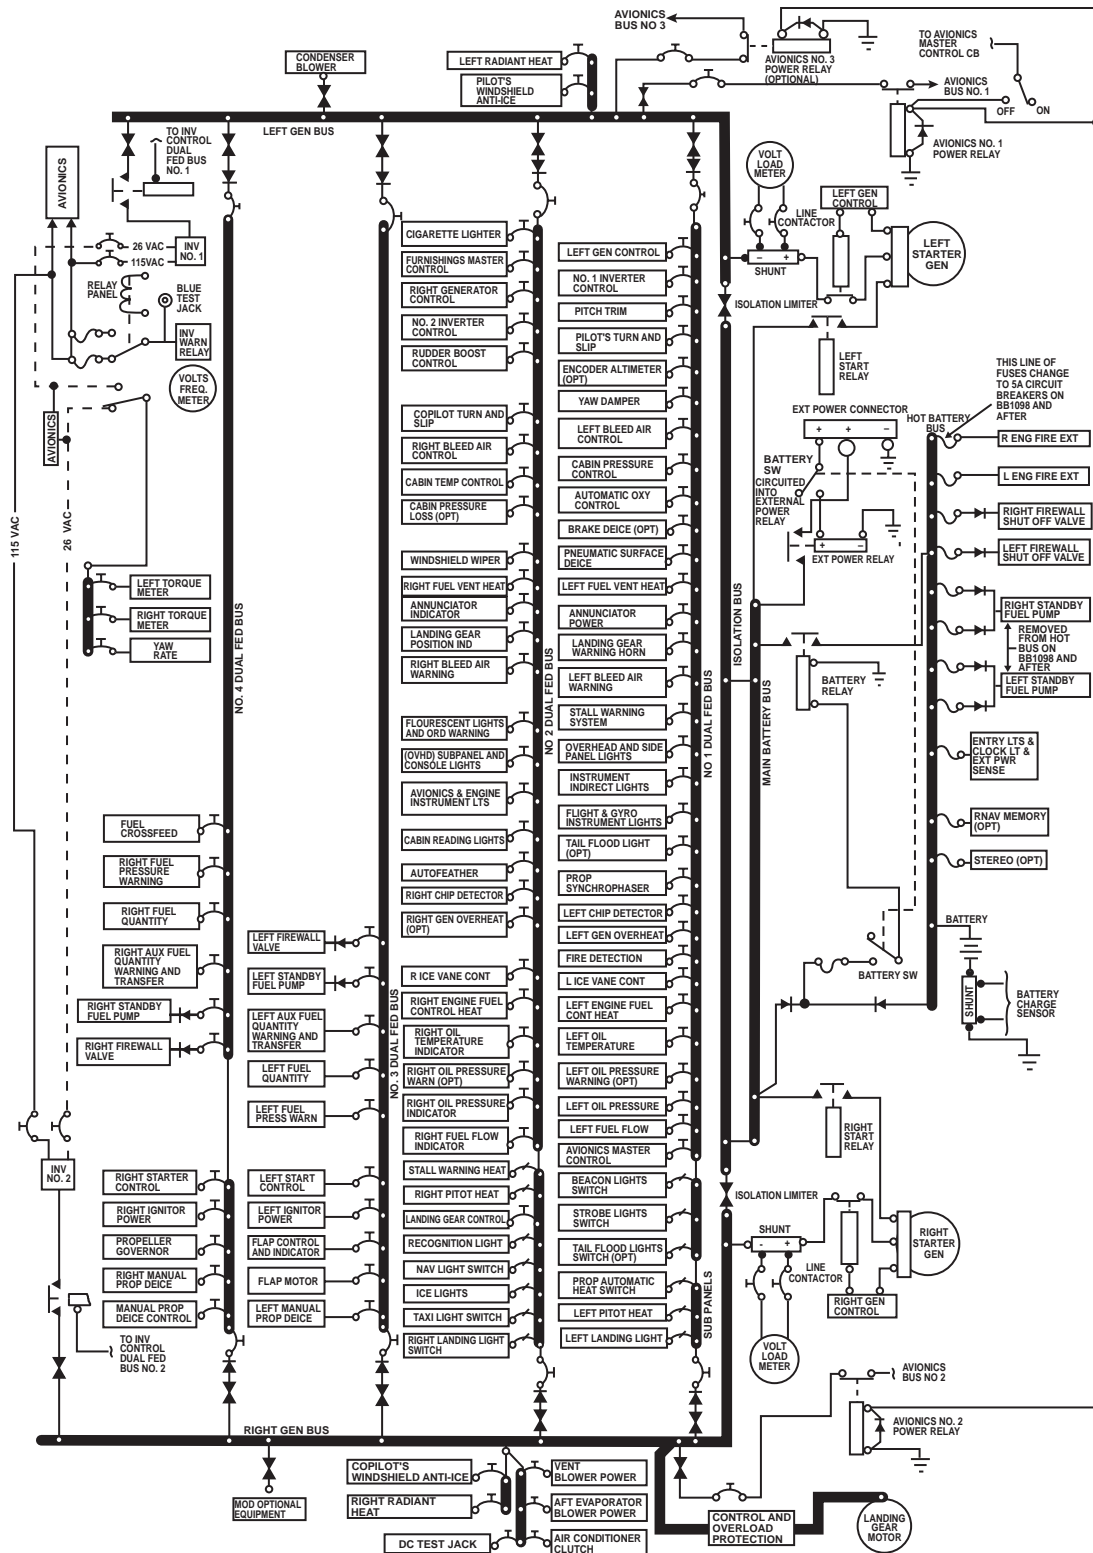 AVIONICS
BUS NO 3
CONDENSER
BLOWER
LEFT RADIANT HEAT
PILOT'S
WINDSHIELD
ANTI-ICE
AVIONICS NO. 3
POWER RELAY
(OPTIONAL)
TO AVIONICS
MASTER
CONTROL CB
AVIONICS
BUS NO. 1
OFF
ON
AVIONICS NO. 1
POWER RELAY
LEFT GEN BUS
TO INV
CONTROL
DUAL
FED BUS
NO. 1
AVIONICS
26 VAC
115VAC
INV
NO. 1
RELAY
PANEL
BLUE
TEST
JACK
INV
WARN
RELAY
VOLTS
FREQ.
METER
AVIONICS
115 VAC
26 VAC
LEFT TORQUE
METER
RIGHT TORQUE
METER
YAW
RATE
NO. 4 DUAL FED BUS
FUEL
CROSSFEED
RIGHT FUEL
PRESSURE
WARNING
RIGHT FUEL
QUANTITY
RIGHT AUX FUEL
QUANTITY
WARNING AND
TRANSFER
RIGHT STANDBY
FUEL PUMP
RIGHT FIREWALL
VALVE
INV
NO. 2
RIGHT STARTER
CONTROL
RIGHT IGNITOR
POWER
PROPELLER
GOVERNOR
RIGHT MANUAL
PROP DEICE
MANUAL PROP
DEICE CONTROL
TO INV
CONTROL
DUAL FED
BUS NO. 2
LEFT FIREWALL
VALVE
LEFT STANDBY
FUEL PUMP
LEFT AUX FUEL
QUANTITY
WARNING AND
TRANSFER
LEFT FUEL
QUANTITY
LEFT FUEL
PRESS WARN
NO. 3 DUAL FED BUS
LEFT START
CONTROL
LEFT IGNITOR
POWER
FLAP CONTROL
AND INDICATOR
FLAP MOTOR
LEFT MANUAL
PROP DEICE
CIGARETTE LIGHTER
FURNISHINGS MASTER
CONTROL
RIGHT GENERATOR
CONTROL
NO. 2 INVERTER
CONTROL
RUDDER BOOST
CONTROL
COPILOT TURN AND
SLIP
RIGHT BLEED AIR
CONTROL
CABIN TEMP CONTROL
CABIN PRESSURE
LOSS (OPT)
WINDSHIELD WIPER
RIGHT FUEL VENT HEAT
ANNUNCIATOR
INDICATOR
LANDING GEAR
POSITION IND
RIGHT BLEED AIR
WARNING
FLOURESCENT LIGHTS
AND ORD WARNING
(OVHD) SUBPANEL AND
CONSOLE LIGHTS
AVIONICS & ENGINE
INSTRUMENT LTS
CABIN READING LIGHTS
AUTOFEATHER
RIGHT CHIP DETECTOR
RIGHT GEN OVERHEAT
(OPT)
R ICE VANE CONT
RIGHT ENGINE FUEL
CONTROL HEAT
RIGHT OIL
TEMPERATURE
INDICATOR
RIGHT OIL PRESSURE
WARN (OPT)
RIGHT OIL PRESSURE
INDICATOR
RIGHT FUEL FLOW
INDICATOR
STALL WARNING HEAT
RIGHT PITOT HEAT
LANDING GEAR CONTROL
RECOGNITION LIGHT
NAV LIGHT SWITCH
ICE LIGHTS
TAXI LIGHT SWITCH
RIGHT LANDING LIGHT
SWITCH
NO 2 DUAL FED BUS
LEFT GEN CONTROL
NO. 1 INVERTER
CONTROL
PITCH TRIM
PILOT'S TURN AND
SLIP
ENCODER ALTIMETER
(OPT)
YAW DAMPER
LEFT BLEED AIR
CONTROL
CABIN PRESSURE
CONTROL
AUTOMATIC OXY
CONTROL
BRAKE DEICE (OPT)
PNEUMATIC SURFACE
DEICE
LEFT FUEL VENT HEAT
ANNUNCIATOR
POWER
LANDING GEAR
WARNING HORN
LEFT BLEED AIR
WARNING
STALL WARNING
SYSTEM
OVERHEAD AND SIDE
PANEL LIGHTS
INSTRUMENT
INDIRECT LIGHTS
FLIGHT & GYRO
INSTRUMENT LIGHTS
TAIL FLOOD LIGHT
(OPT)
PROP
SYNCHROPHASER
LEFT CHIP DETECTOR
LEFT GEN OVERHEAT
FIRE DETECTION
L ICE VANE CONT
LEFT ENGINE FUEL
CONT HEAT
LEFT OIL
TEMPERATURE
LEFT OIL PRESSURE
WARNING (OPT)
LEFT OIL PRESSURE
LEFT FUEL FLOW
AVIONICS MASTER
CONTROL
BEACON LIGHTS
SWITCH
STROBE LIGHTS
SWITCH
TAIL FLOOD LIGHTS
SWITCH (OPT)
PROP AUTOMATIC
HEAT SWITCH
LEFT PITOT HEAT
LEFT LANDING LIGHT
NO 1 DUAL FED BUS
SUB PANELS
ISOLATION BUS
MAIN BATTERY BUS
VOLT
LOAD
METER
LEFT GEN
CONTROL
LINE
CONTACTOR
– +
SHUNT
LEFT
STARTER
GEN
ISOLATION LIMITER
LEFT
START
RELAY
THIS LINE OF
FUSES CHANGE
TO 5A CIRCUIT
BREAKERS ON
BB1098 AND
AFTER
EXT POWER CONNECTOR
+ + –
HOT BATTERY
BUS
BATTERY
SW
CIRCUITED
INTO
EXTERNAL
POWER
RELAY
+ –
EXT POWER RELAY
R ENG FIRE EXT
L ENG FIRE EXT
RIGHT FIREWALL
SHUT OFF VALVE
LEFT FIREWALL
SHUT OFF VALVE
RIGHT STANDBY
FUEL PUMP
REMOVED
FROM HOT
BUS ON
BB1098 AND
AFTER
LEFT STANDBY
FUEL PUMP
BATTERY
RELAY
ENTRY LTS &
CLOCK LT &
EXT PWR
SENSE
RNAV MEMORY
(OPT)
STEREO (OPT)
BATTERY
BATTERY SW
SHUNT
BATTERY
CHARGE
SENSOR
RIGHT
START
RELAY
ISOLATION LIMITER
SHUNT
- +
LINE
CONTACTOR
RIGHT
STARTER
GEN
RIGHT GEN
CONTROL
VOLT
LOAD
METER
AVIONICS
BUS NO 2
AVIONICS NO. 2
POWER RELAY
RIGHT GEN BUS
MOD OPTIONAL
EQUIPMENT
COPILOT'S
WINDSHIELD ANTI-ICE
RIGHT RADIANT
HEAT
DC TEST JACK
VENT
BLOWER POWER
AFT EVAPORATOR
BLOWER POWER
AIR CONDITIONER
CLUTCH
CONTROL AND
OVERLOAD
PROTECTION
LANDING
GEAR
MOTOR